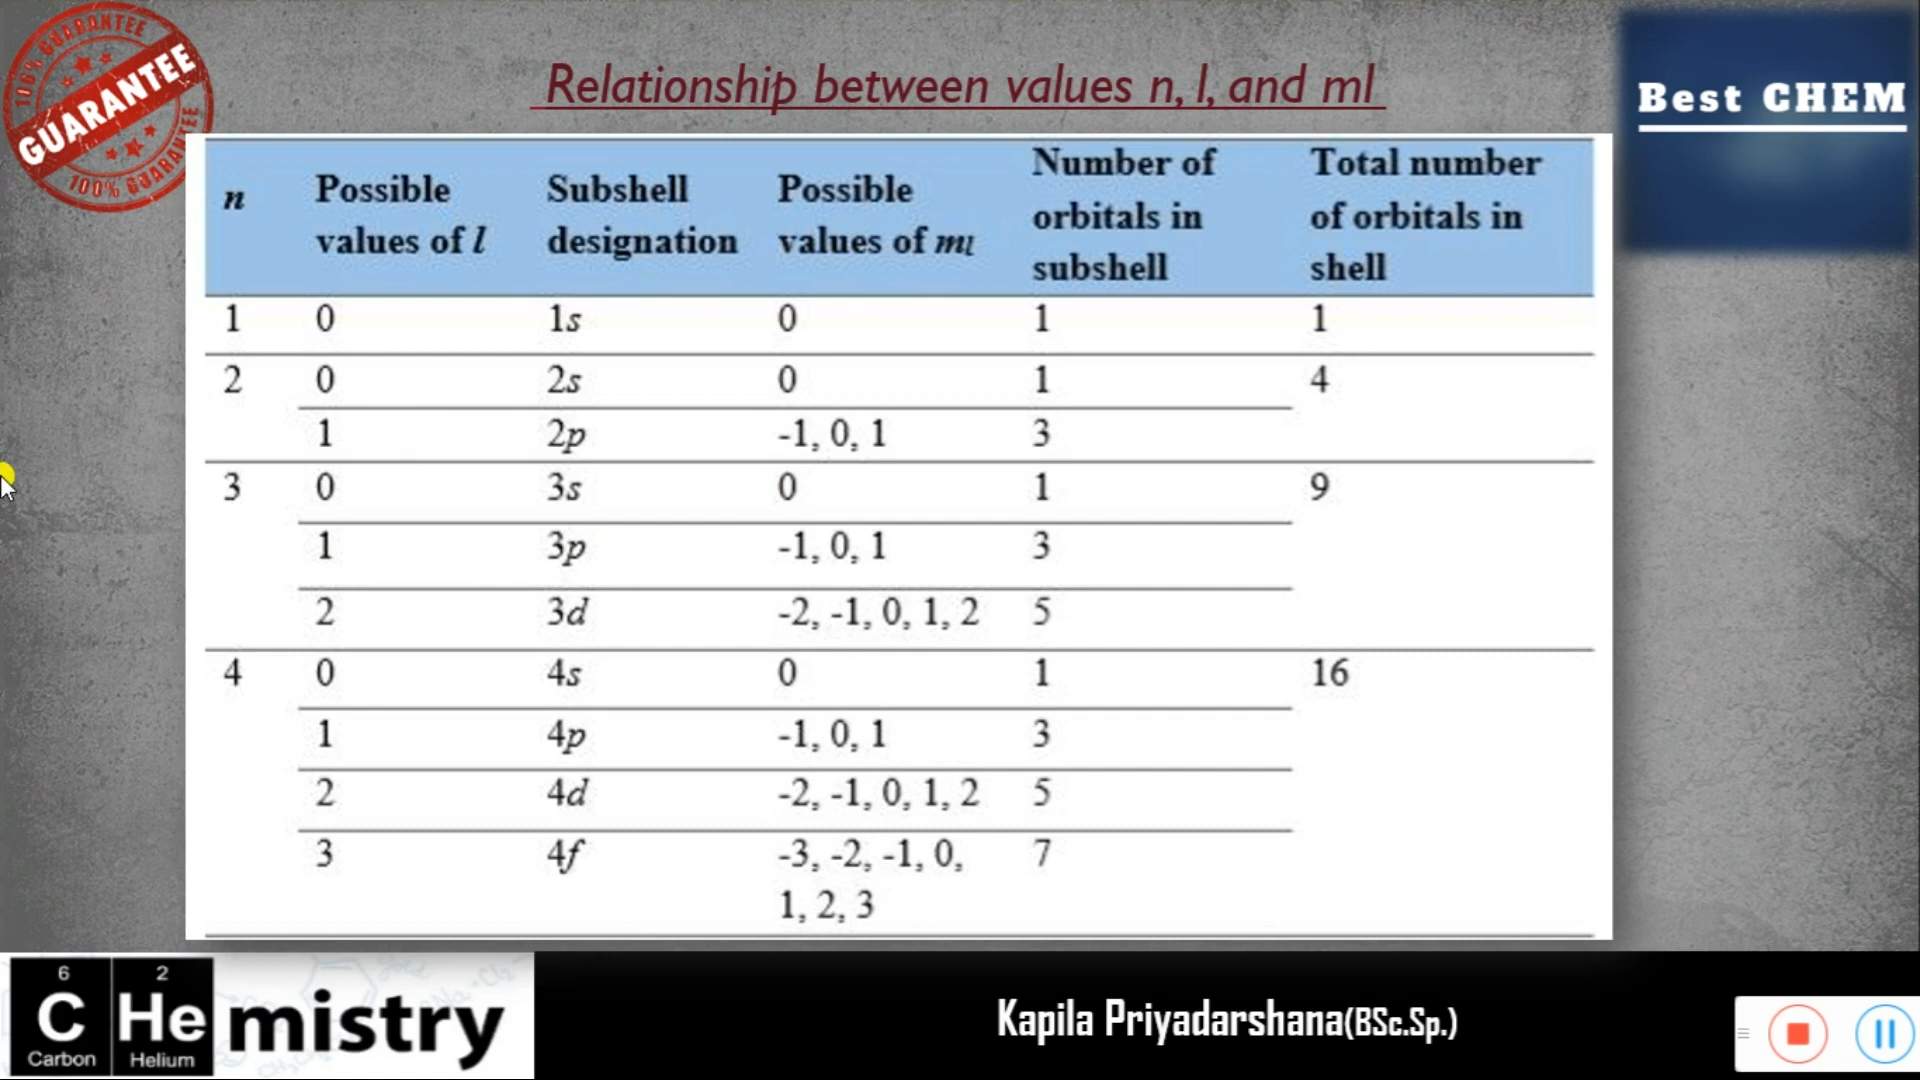 100% GUARANTEE
GUARANTEE
100% GUARANTEE
Relationship between values n, l, and ml
Best CHEM
n
Possible
values of l
Subshell
designation
Possible
values of ml
Number of
orbitals in
subshell
Total number
of orbitals in
shell
1 0 1s 0 1 1
2 0 2s 0 1 4
1 2p -1, 0, 1 3
3 0 3s 0 1 9
1 3p -1, 0, 1 3
2 3d -2, -1, 0, 1, 2 5
4 0 4s 0 1 16
1 4p -1, 0, 1 3
2 4d -2, -1, 0, 1, 2 5
3 4f -3, -2, -1, 0, 7
1, 2, 3
6 2
C He mistry
Carbon Helium
Kapila Priyadarshana(BSc.Sp.)